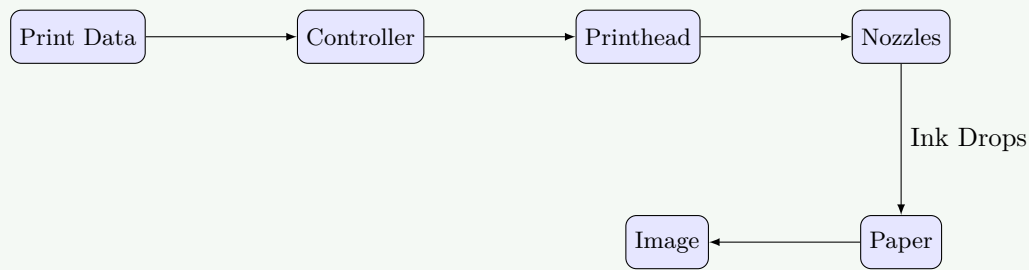 Print Data
Controller
Printhead
Nozzles
Ink Drops
Image
Paper